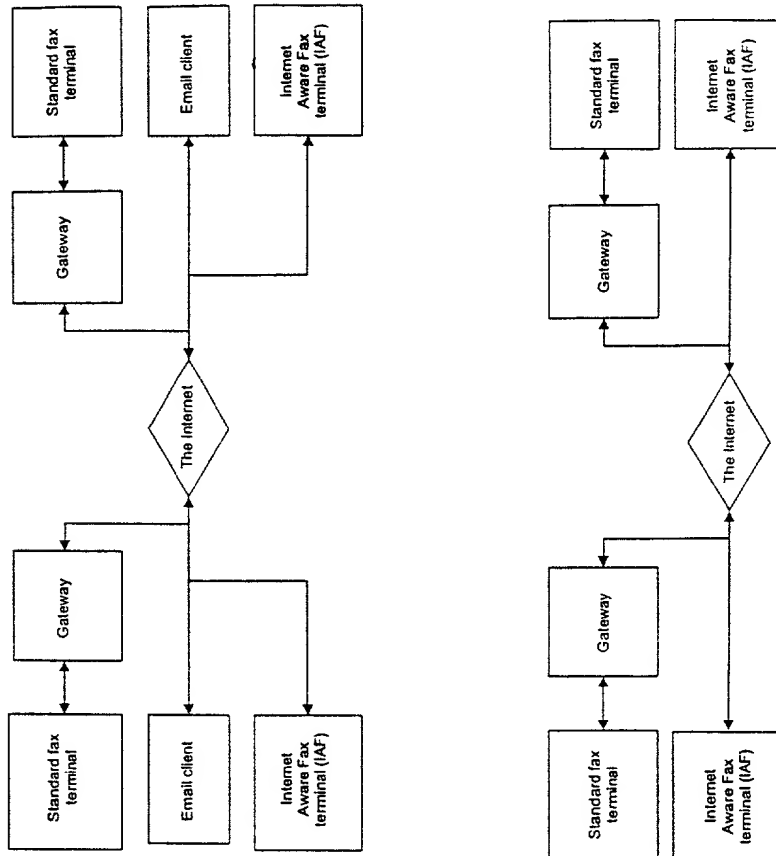 Standard fax
terminal
Gateway
Gateway
Standard fax
terminal
Email client
The Internet
Email client
Internet
Aware Fax
terminal (IAF)
Internet
Aware Fax
terminal (IAF)
Standard fax
terminal
Gateway
Gateway
Standard fax
terminal
The Internet
Internet
Aware Fax
terminal (IAF)
Internet
Aware Fax
terminal (IAF)